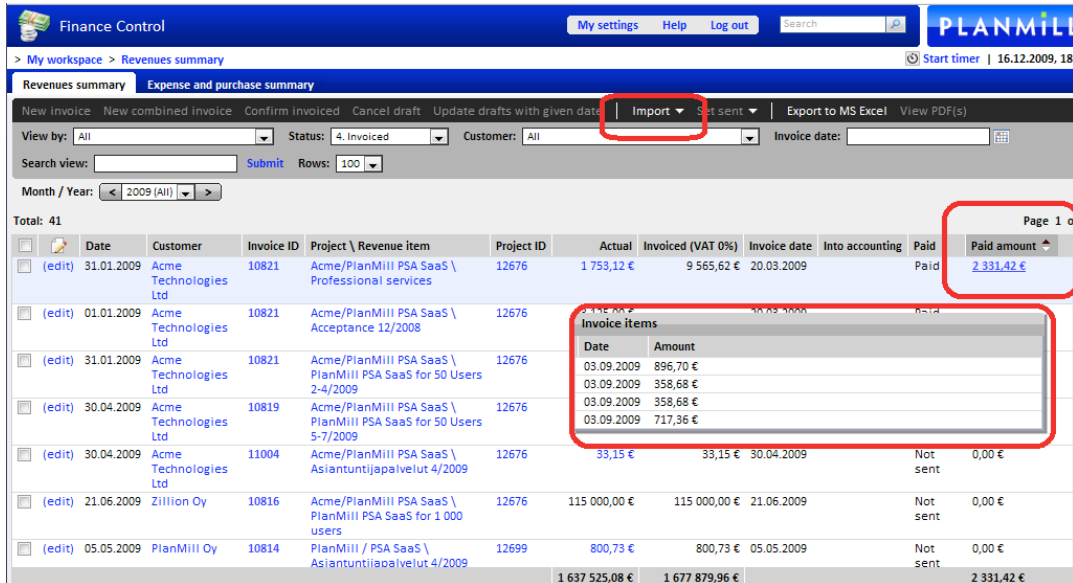 Finance Control My settings Help Log out Search PLANMILL
> My workspace > Revenues summary Start timer | 16.12.2009, 18
Revenues summary Expense and purchase summary
New invoice New combined invoice Confirm invoiced Cancel draft Update drafts with given date | Import Set sent | Export to MS Excel View PDF(s)
View by: All Status: 4. Invoiced Customer: All Invoice date:
Search view: Submit Rows: 100
Month / Year: < 2009 (All) >
Total: 41 Page 1 o
Date Customer Invoice ID Project \ Revenue item Project ID Actual Invoiced (VAT 0%) Invoice date Into accounting Paid Paid amount
(edit) 31.01.2009 Acme 10821 Acme/PlanMill PSA SaaS \ 12676 1 753,12 € 9 565,62 € 20.03.2009 Paid 2 331,42 €
Technologies Professional services
Ltd
(edit) 01.01.2009 Acme 10821 Acme/PlanMill PSA SaaS \ 12676 3 125,00 € 20.03.2009 Paid
Technologies Acceptance 12/2008
Ltd
Invoice items
Date Amount
03.09.2009 896,70 €
03.09.2009 358,68 €
03.09.2009 358,68 €
03.09.2009 717,36 €
(edit) 31.01.2009 Acme 10821 Acme/PlanMill PSA SaaS \ 12676
Technologies PlanMill PSA SaaS for 50 Users
Ltd 2-4/2009
(edit) 30.04.2009 Acme 10819 Acme/PlanMill PSA SaaS \ 12676
Technologies PlanMill PSA SaaS for 50 Users
Ltd 5-7/2009
(edit) 30.04.2009 Acme 11004 Acme/PlanMill PSA SaaS \ 12676 33,15 € 33,15 € 30.04.2009 Not 0,00 €
Technologies Asiantuntijapalvelut 4/2009 sent
Ltd
(edit) 21.06.2009 Zillion Oy 10816 Acme/PlanMill PSA SaaS \ 12676 115 000,00 € 115 000,00 € 21.06.2009 Not 0,00 €
PlanMill PSA SaaS for 1 000 sent
users
(edit) 05.05.2009 PlanMill Oy 10814 PlanMill / PSA SaaS \ 12699 800,73 € 800,73 € 05.05.2009 Not 0,00 €
Asiantuntijapalvelut 4/2009 sent
1 637 525,08 € 1 677 879,96 € 2 331,42 €